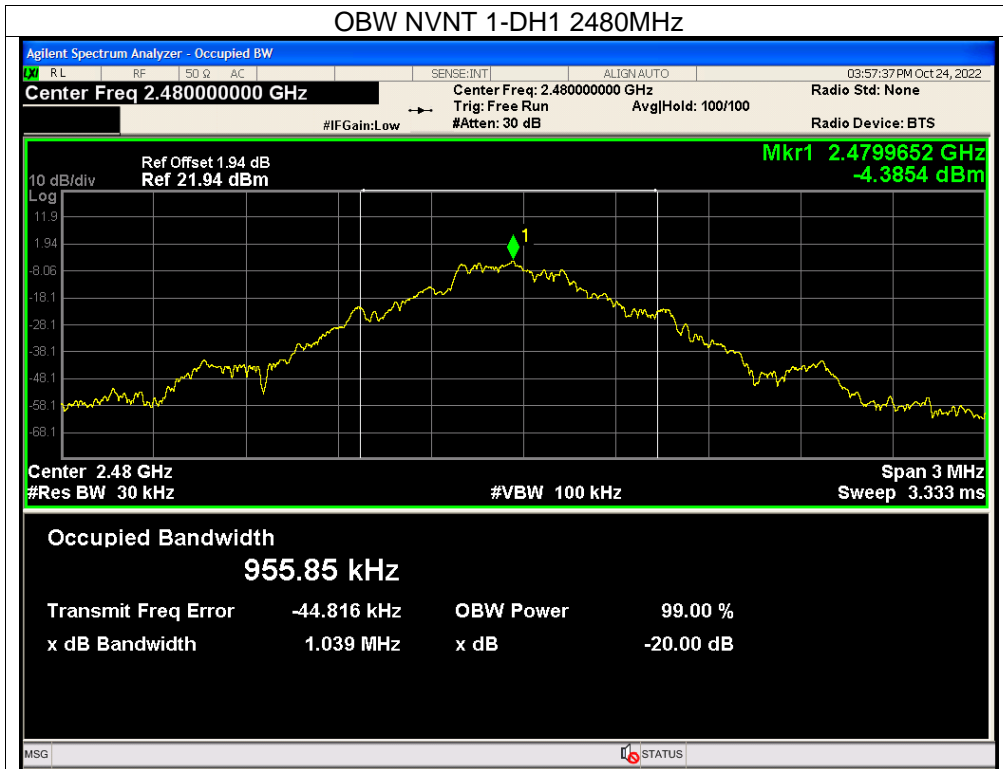 OBW NVNT 1-DH1 2480MHz
Agilent Spectrum Analyzer - Occupied BW
LXI RL RF 50 Ω AC SENSE:INT ALIGN AUTO 03:57:37 PM Oct 24, 2022
Center Freq 2.480000000 GHz Center Freq: 2.480000000 GHz Radio Std: None
Trig: Free Run Avg|Hold: 100/100
#IFGain:Low #Atten: 30 dB Radio Device: BTS
Mkr1 2.4799652 GHz
Ref Offset 1.94 dB
10 dB/div Ref 21.94 dBm -4.3854 dBm
Log
11.9
1.94
1
-8.06
-18.1
-28.1
-38.1
-48.1
-58.1
-68.1
Center 2.48 GHz Span 3 MHz
#Res BW 30 kHz #VBW 100 kHz Sweep 3.333 ms
Occupied Bandwidth
955.85 kHz
Transmit Freq Error -44.816 kHz OBW Power 99.00 %
x dB Bandwidth 1.039 MHz x dB -20.00 dB
MSG STATUS